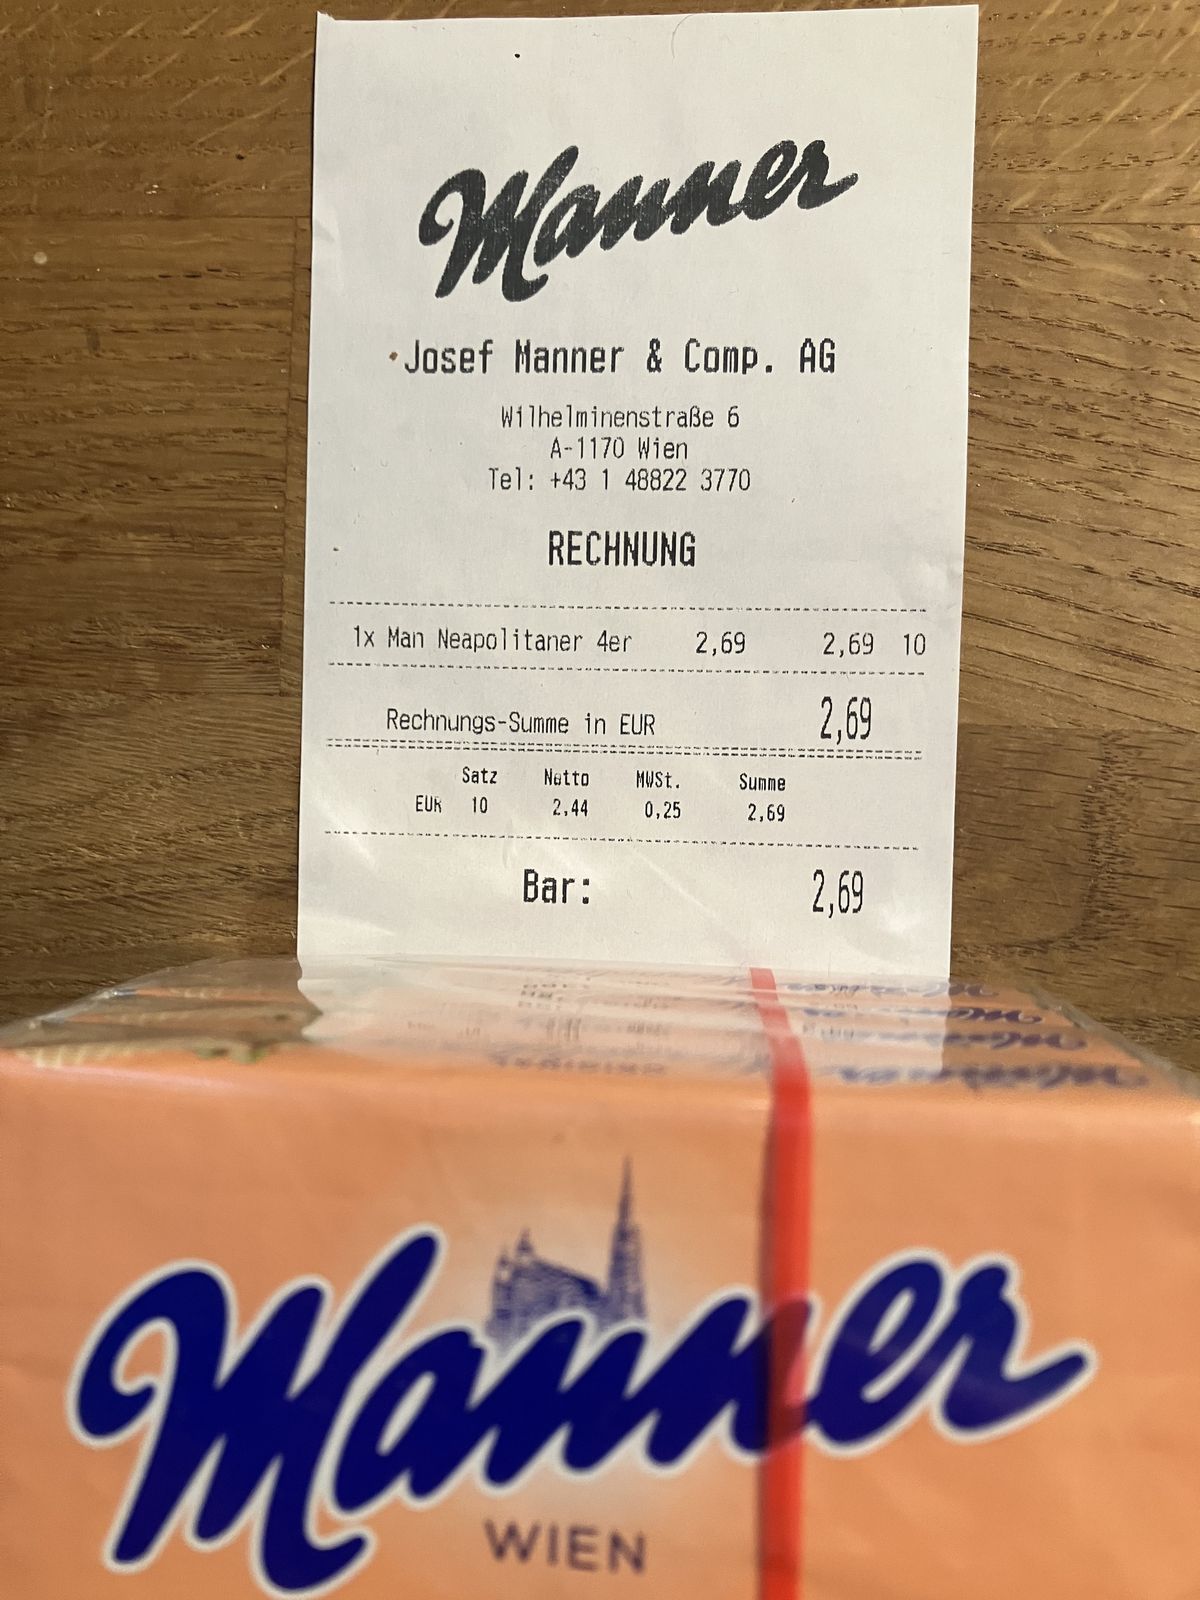 Manner
Josef Manner & Comp. AG
Wilhelminenstraße 6
A-1170 Wien
Tel: +43 1 48822 3770
RECHNUNG
1x Man Neapolitaner 4er 2,69 2,69 10
Rechnungs-Summe in EUR 2,69
Satz Netto MWSt. Summe
EUR 10 2,44 0,25 2,69
Bar: 2,69
Manner
WIEN